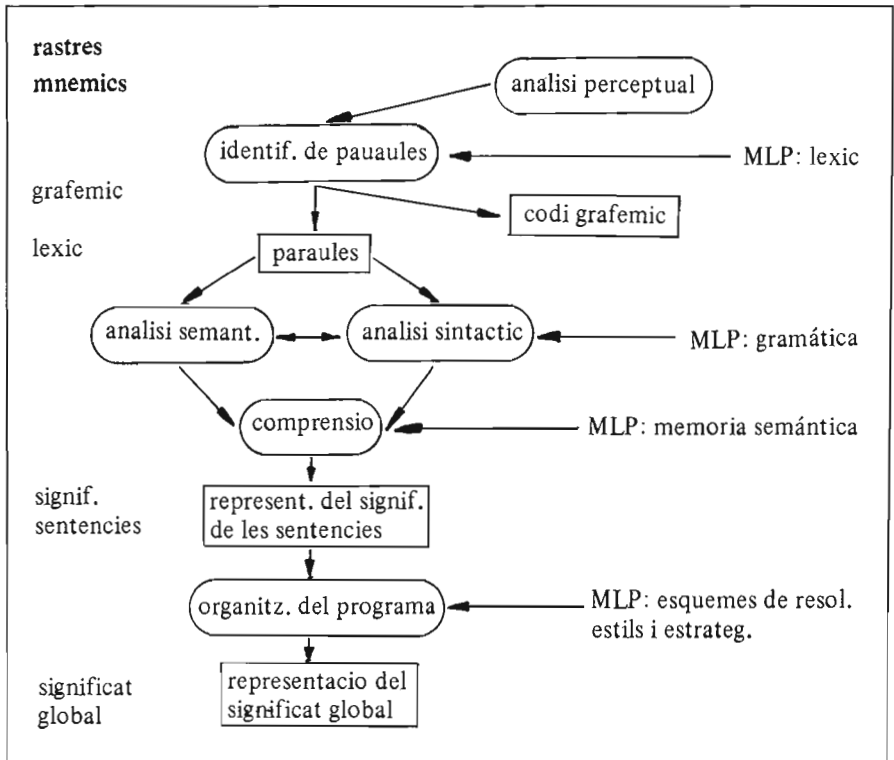 rastres
mnemics
analisi perceptual
identif. de pauaules
MLP: lexic
grafemic
codi grafemic
lexic
paraules
analisi semant.
analisi sintactic
MLP: gramática
comprensio
MLP: memoria semántica
signif.
sentencies
represent. del signif.
de les sentencies
organitz. del programa
MLP: esquemes de resol.
estils i estrateg.
significat
global
representacio del
significat global